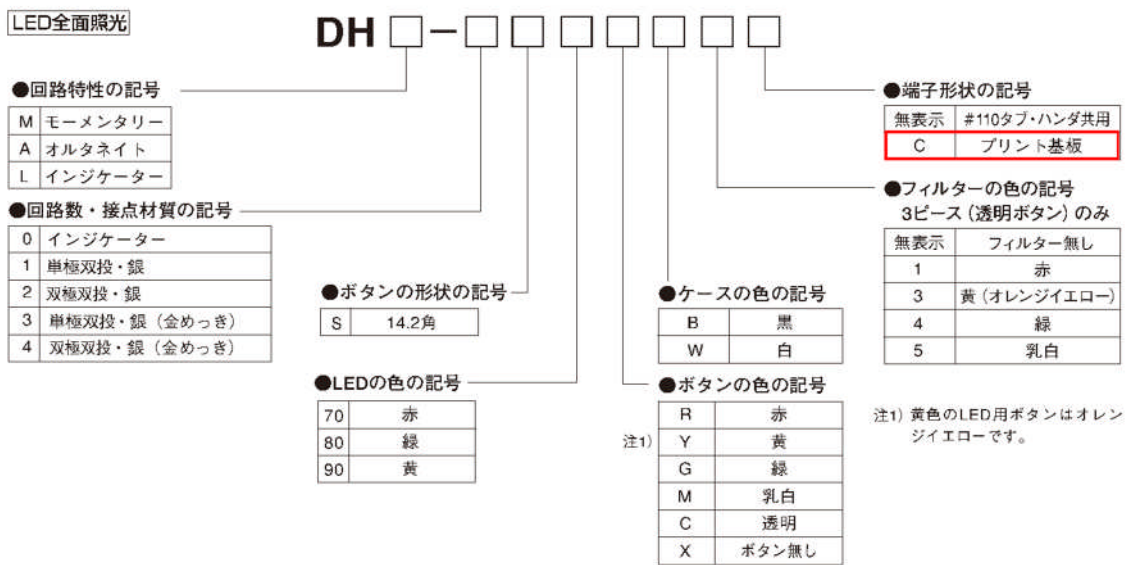 LED全面照光
DH □-□□□□□□□
●回路特性の記号
M モーメンタリー
A オルタネイト
L インジケーター
●回路数・接点材質の記号
0 インジケーター
1 単極双投・銀
2 双極双投・銀
3 単極双投・銀(金めっき)
4 双極双投・銀(金めっき)
●ボタンの形状の記号
S 14.2角
●LEDの色の記号
70 赤
80 緑
90 黄
●ケースの色の記号
B 黒
W 白
●ボタンの色の記号
R 赤
注1) Y 黄
G 緑
M 乳白
C 透明
X ボタン無し
●端子形状の記号
無表示 #110タブ・ハンダ共用
C プリント基板
●フィルターの色の記号
3ピース(透明ボタン)のみ
無表示 フィルター無し
1 赤
3 黄(オレンジイエロー)
4 緑
5 乳白
注1) 黄色のLED用ボタンはオレン
ジイエローです。